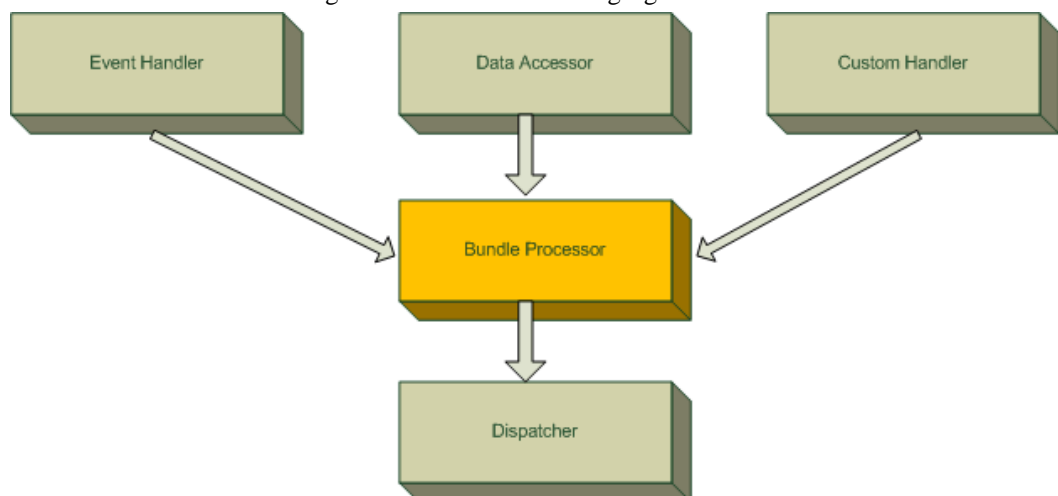 Event Handler
Data Accessor
Custom Handler
Bundle Processor
Dispatcher